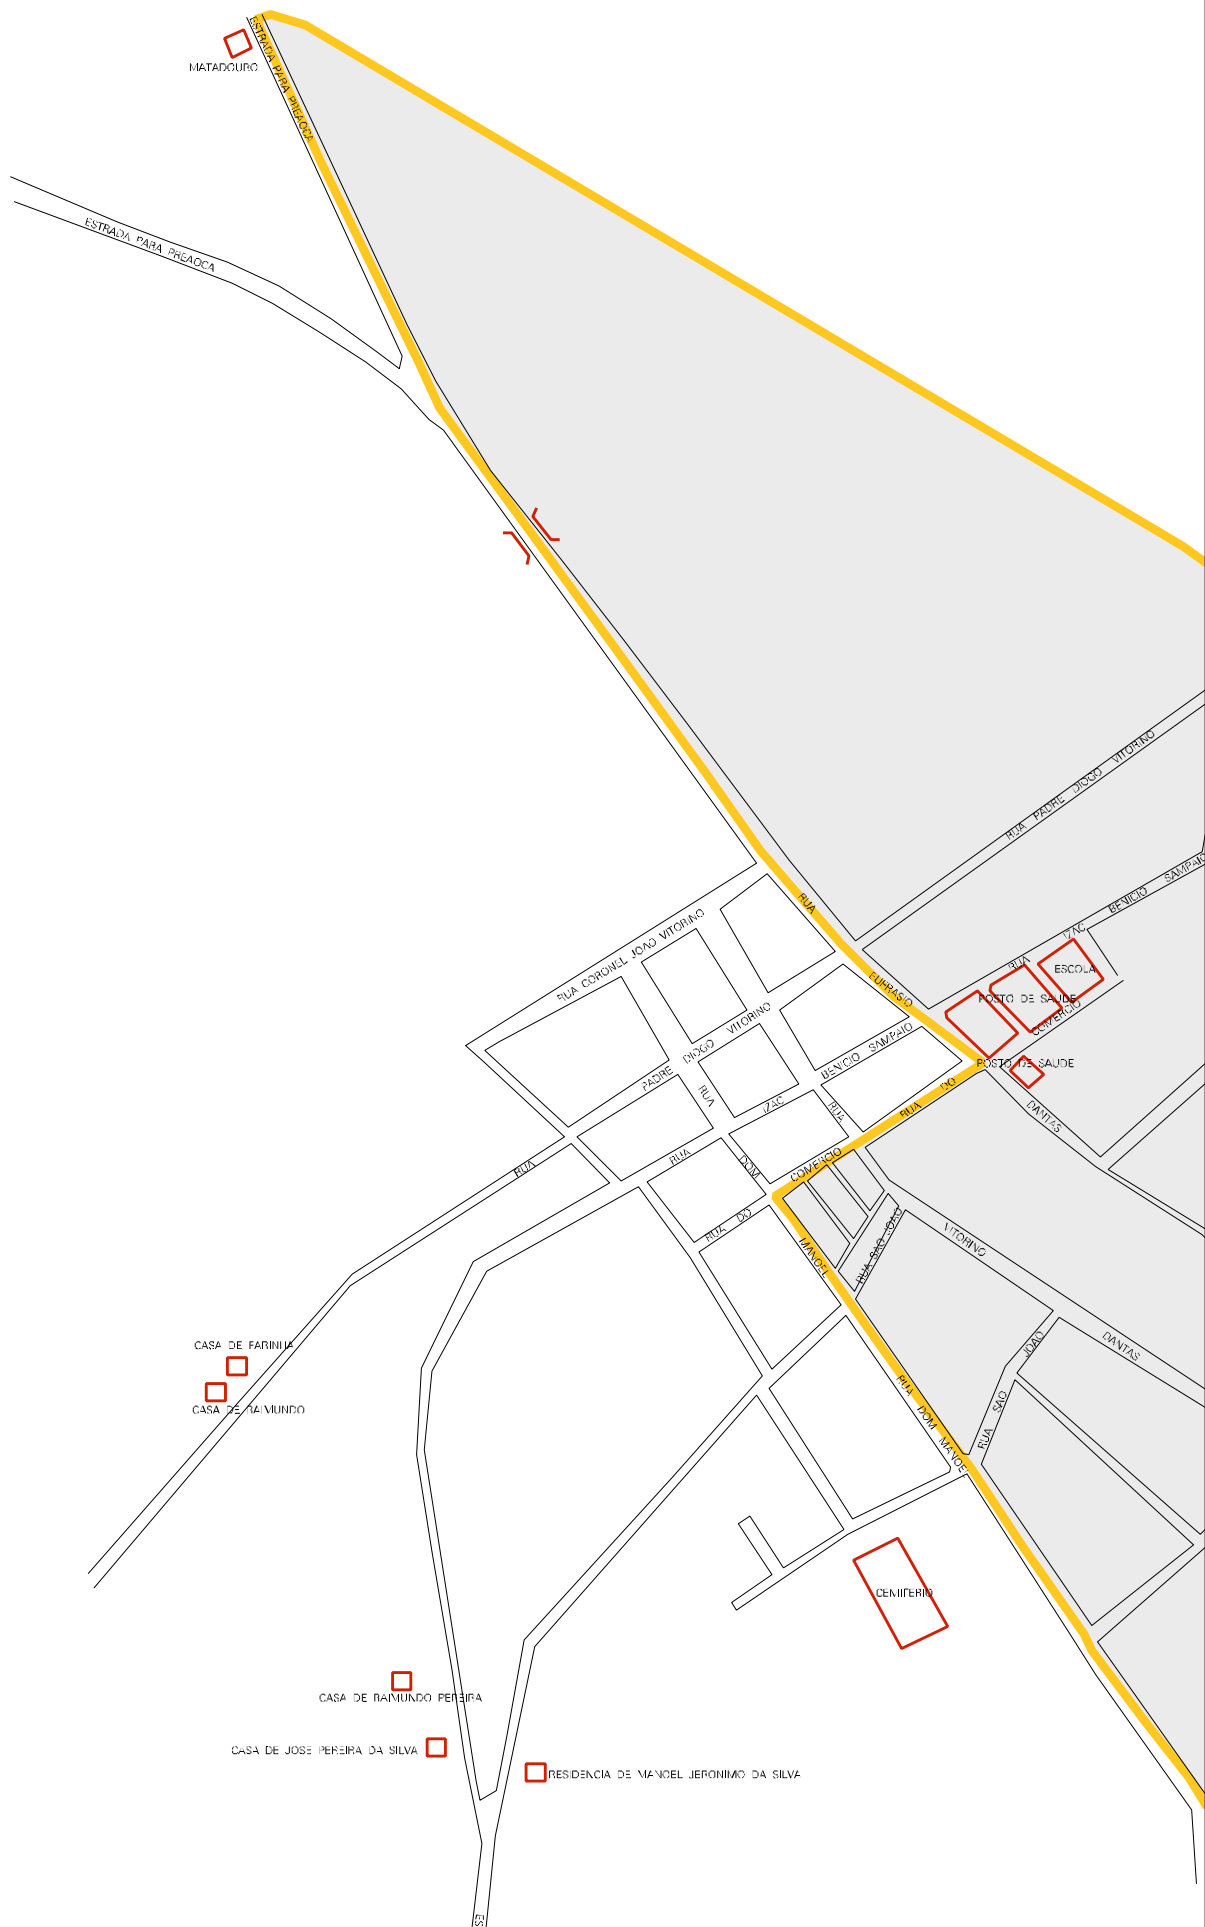 ESTRADA PARA PREAOCA
MATADOURO
ESTRADA PARA PREAOCA
RUA PADRE DIOGO VITORINO
IZAC BENICIO SAMPAIO
RUA
ESCOLA
POSTO DE SAUDE
COMERCIO
POSTO DE SAUDE
RUA
EUFRASIO
DANTAS
RUA CORONEL JOAO VITORINO
PADRE DIOGO VITORINO
RUA
IZAC BENICIO SAMPAIO
RUA
RUA
RUA DO
COMERCIO
RUA
DOM
RUA DO
MANOEL
RUA SAO JOAO
VITORINO
DANTAS
JOAO
RUA SAO
RUA DOM MANOEL
CASA DE FARINHA
CASA DE RAIMUNDO
CEMITERIO
CASA DE RAIMUNDO PEREIRA
CASA DE JOSE PEREIRA DA SILVA
RESIDENCIA DE MANOEL JERONIMO DA SILVA
ES